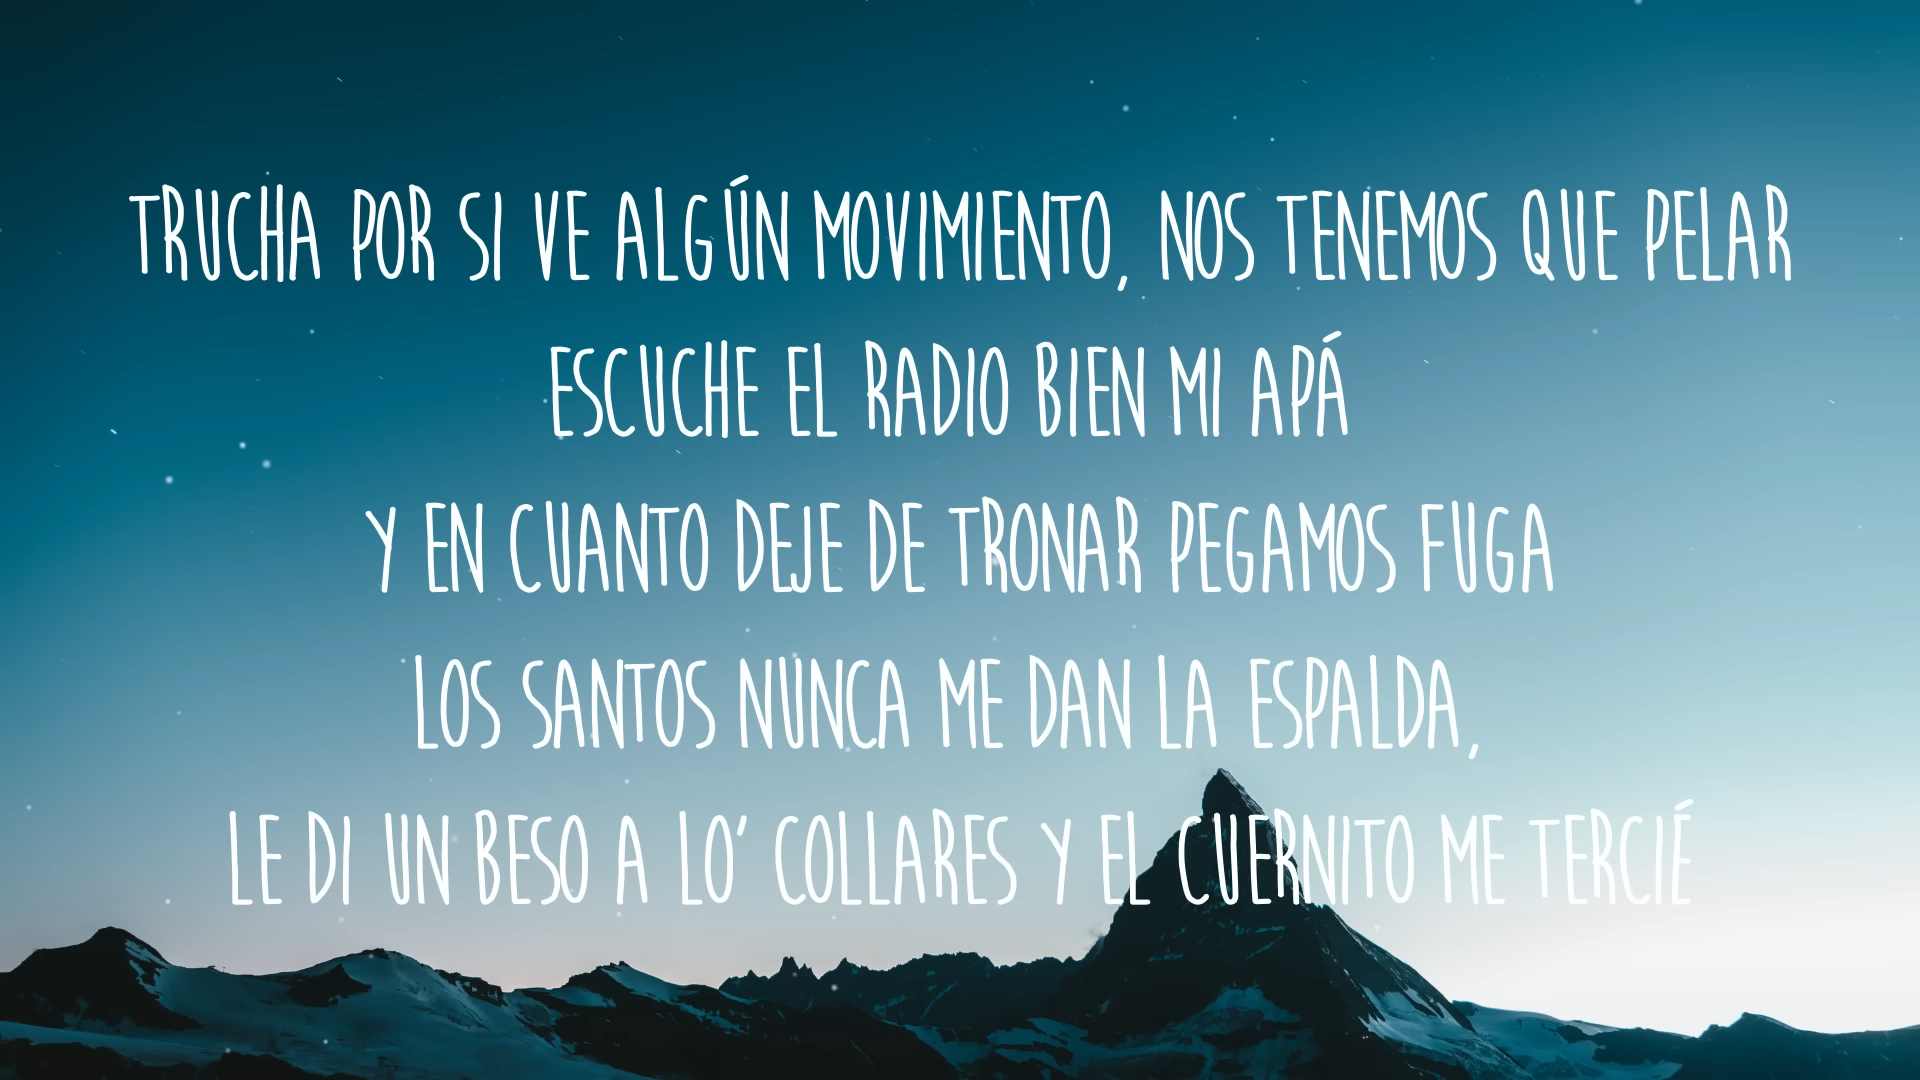 TRUCHA POR SI VE ALGÚN MOVIMIENTO, NOS TENEMOS QUE PELAR
ESCUCHE EL RADIO BIEN MI APÁ
Y EN CUANTO DEJE DE TRONAR PEGAMOS FUGA
LOS SANTOS NUNCA ME DAN LA ESPALDA,
LE DI UN BESO A LO' COLLARES Y EL CUERNITO ME TERCIÉ